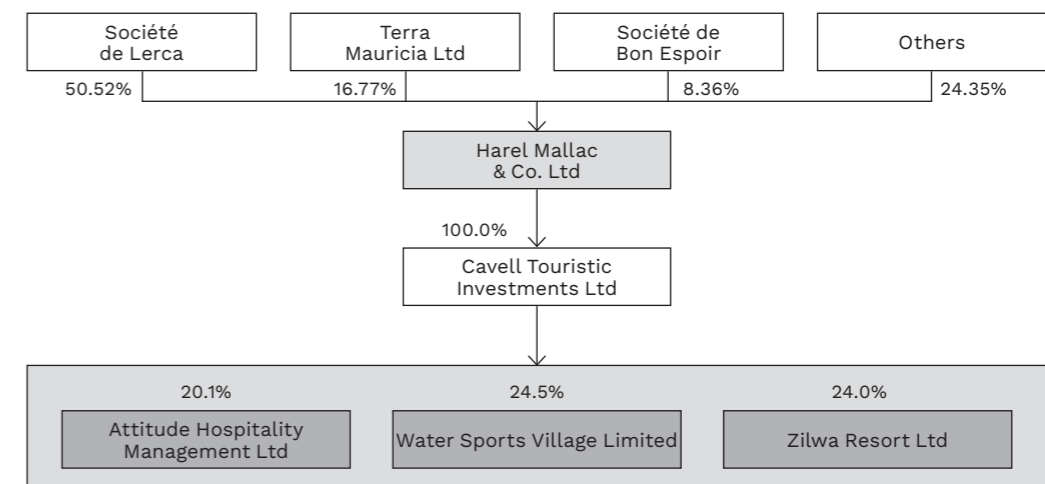 Société
de Lerca
Terra
Mauricia Ltd
Société de
Bon Espoir
Others
50.52%
16.77%
8.36%
24.35%
Harel Mallac
& Co. Ltd
100.0%
Cavell Touristic
Investments Ltd
20.1%
24.5%
24.0%
Attitude Hospitality
Management Ltd
Water Sports Village Limited
Zilwa Resort Ltd